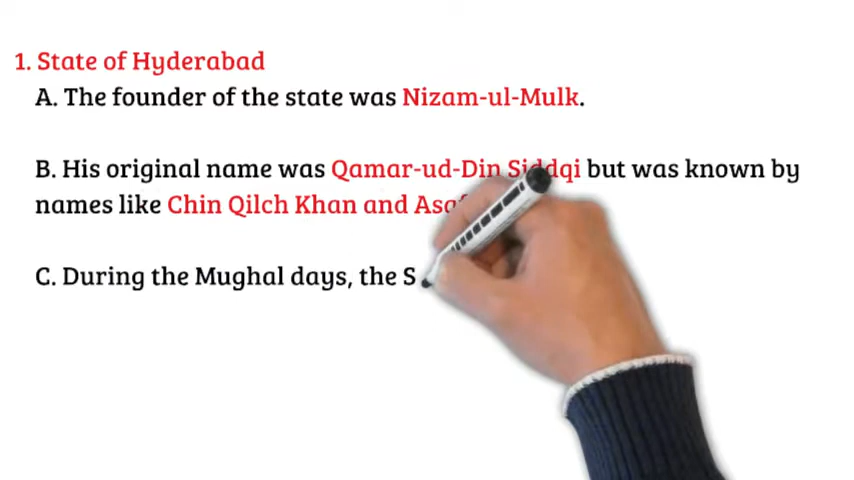 1. State of Hyderabad
A. The founder of the state was Nizam-ul-Mulk.
B. His original name was Qamar-ud-Din Siddqi but was known by
names like Chin Qilch Khan and
C. During the Mughal days, the S